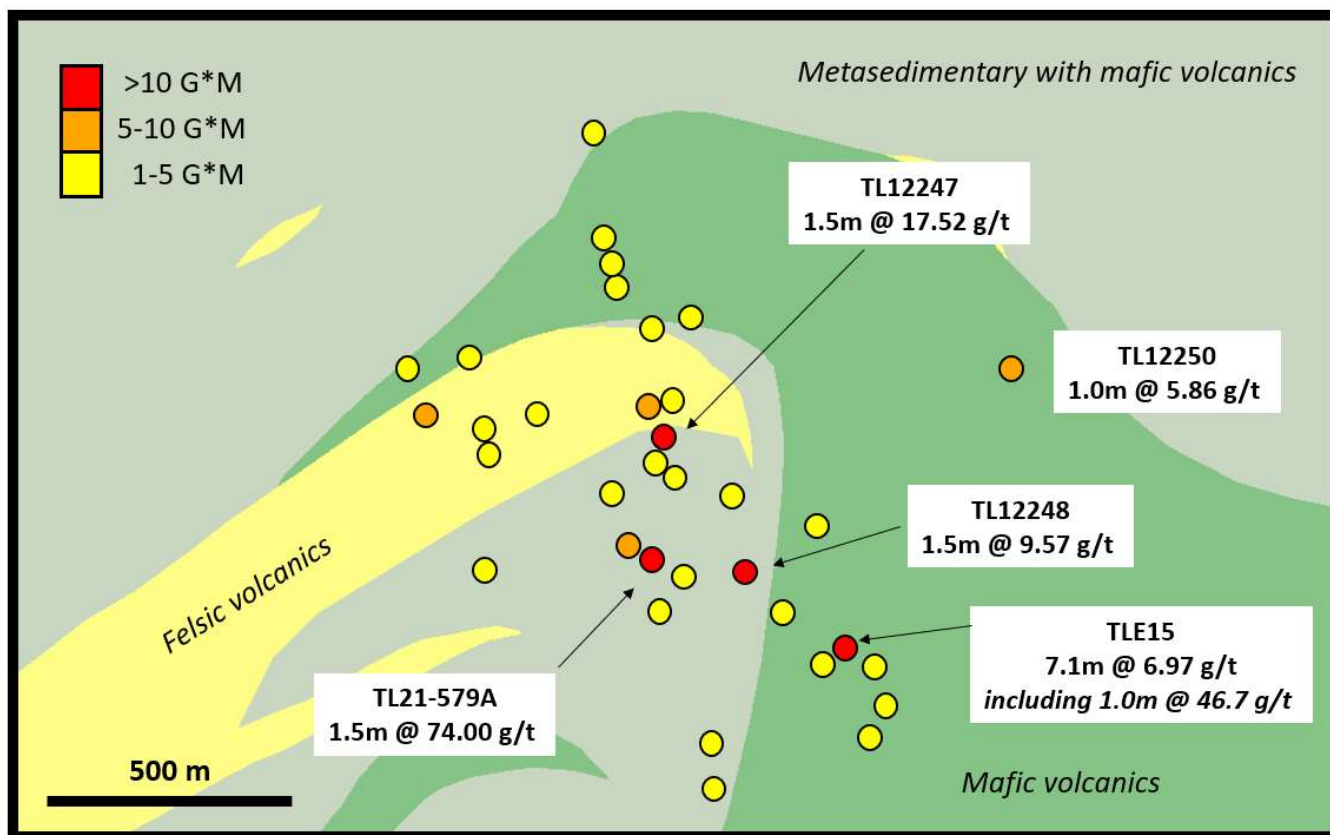 >10 G*M
5-10 G*M
1-5 G*M
Metasedimentary with mafic volcanics
TL12247
1.5m @ 17.52 g/t
TL12250
1.0m @ 5.86 g/t
TL12248
1.5m @ 9.57 g/t
TLE15
7.1m @ 6.97 g/t
including 1.0m @ 46.7 g/t
Felsic volcanics
TL21-579A
1.5m @ 74.00 g/t
500 m
Mafic volcanics